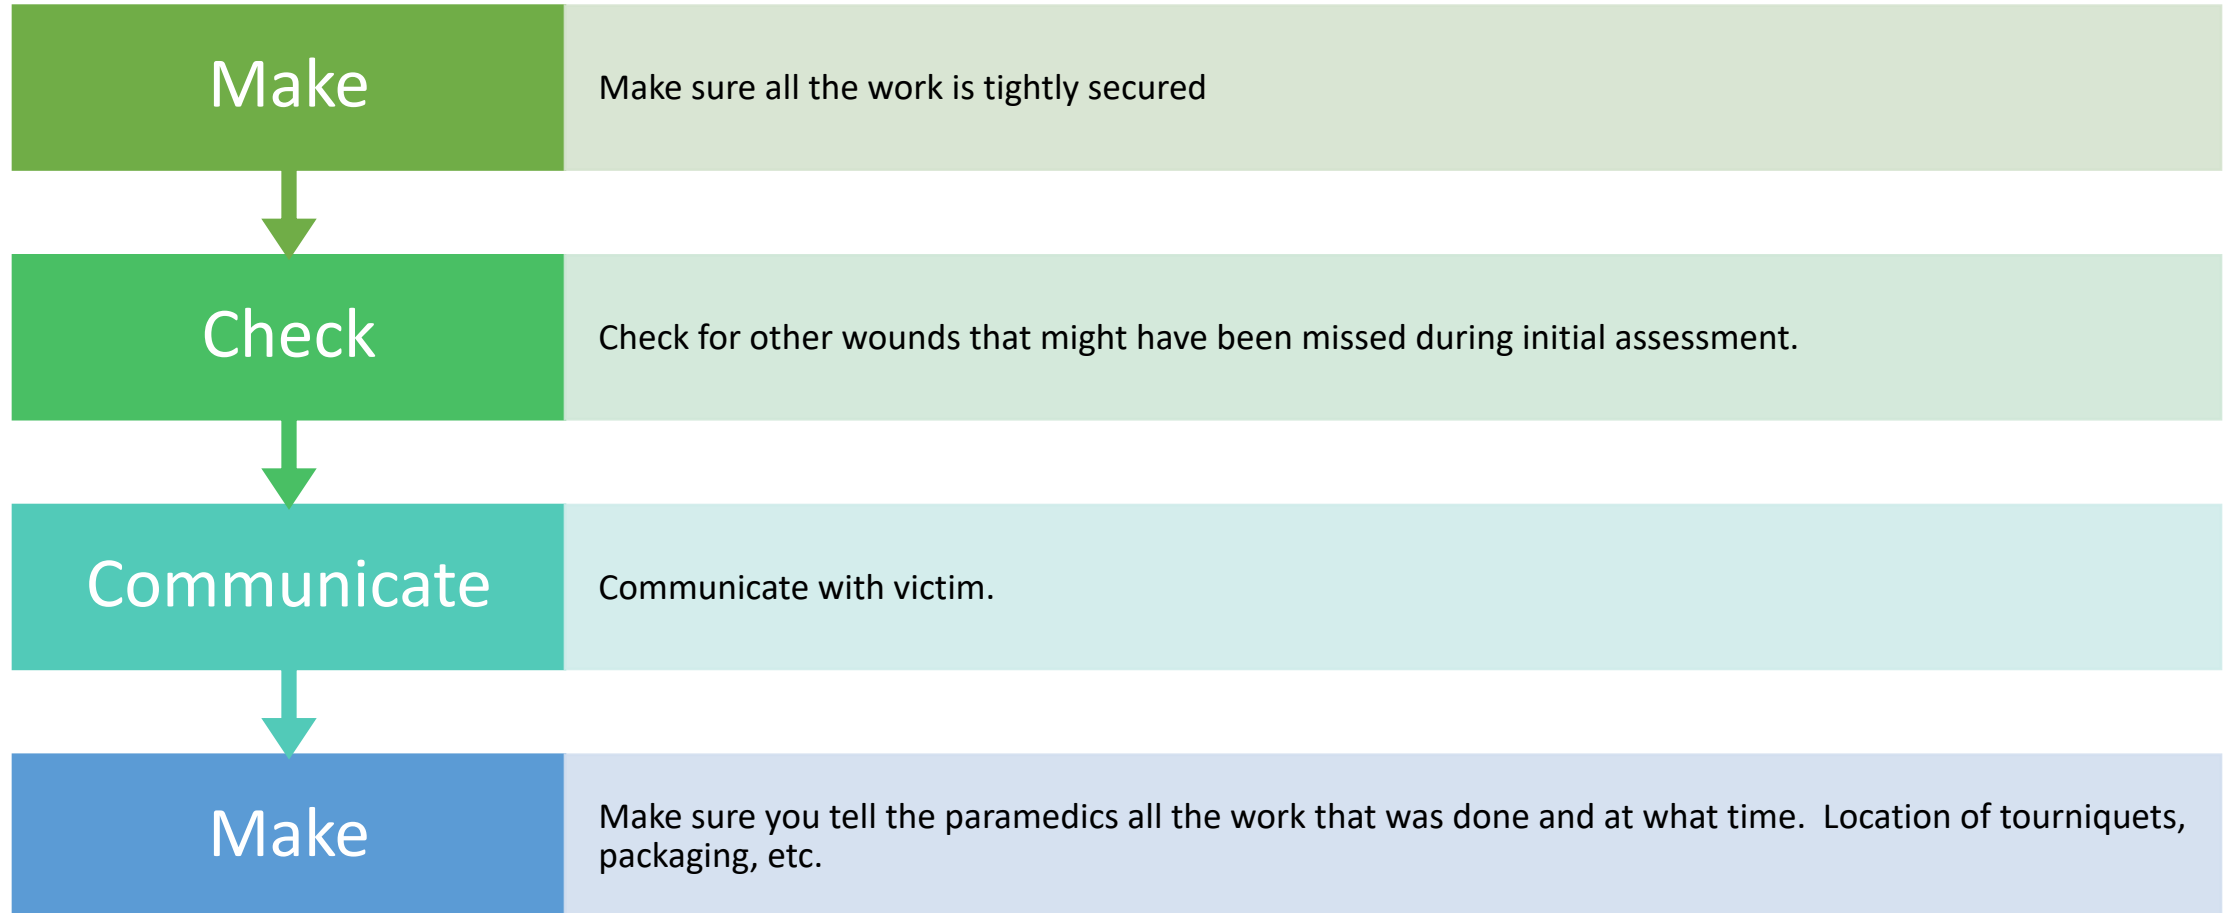 Make
Make sure all the work is tightly secured
Check
Check for other wounds that might have been missed during initial assessment.
Communicate
Communicate with victim.
Make
Make sure you tell the paramedics all the work that was done and at what time.  Location of tourniquets,
packaging, etc.